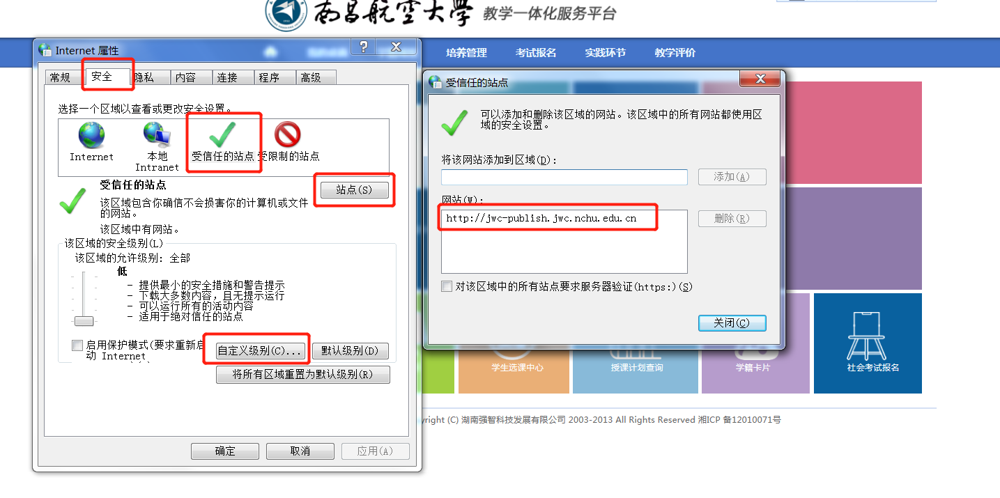 南昌航空大学 教学一体化服务平台
培养管理 考试报名 实践环节 教学评价
Internet 属性
常规 安全 隐私 内容 连接 程序 高级
选择一个区域以查看或更改安全设置。
Internet
本地
Intranet
受信任的站点
受限制的站点
受信任的站点
站点(S)
该区域包含你确信不会损害你的计算机或文件
的网站。
该区域中有网站。
该区域的安全级别(L)
该区域的允许级别: 全部
低
- 提供最小的安全措施和警告提示
- 下载大多数内容，且无提示运行
- 可以运行所有的活动内容
- 适用于绝对信任的站点
启用保护模式(要求重新启
动 Internet
自定义级别(C)... 默认级别(D)
将所有区域重置为默认级别(R)
确定 取消 应用(A)
受信任的站点
可以添加和删除该区域的网站。该区域中的所有网站都使用区
域的安全设置。
将该网站添加到区域(D):
添加(A)
网站(W):
http://jwc-publish.jwc.nchu.edu.cn
删除(R)
对该区域中的所有站点要求服务器验证(https:)(S)
关闭(C)
学生选课中心 授课计划查询 学籍卡片 社会考试报名
yright (C) 湖南强智科技发展有限公司 2003-2013 All Rights Reserved 湘ICP 备12010071号